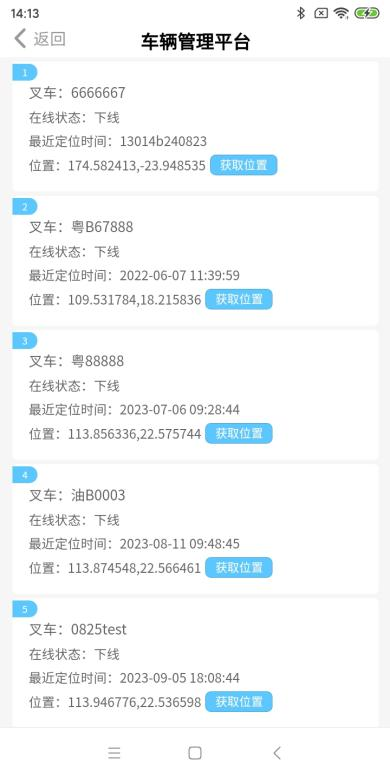 14:13
返回
车辆管理平台
1
叉车：6666667
在线状态：下线
最近定位时间：13014b240823
位置：174.582413,-23.948535 获取位置
2
叉车：粤B67888
在线状态：下线
最近定位时间：2022-06-07 11:39:59
位置：109.531784,18.215836 获取位置
3
叉车：粤88888
在线状态：下线
最近定位时间：2023-07-06 09:28:44
位置：113.856336,22.575744 获取位置
4
叉车：油B0003
在线状态：下线
最近定位时间：2023-08-11 09:48:45
位置：113.874548,22.566461 获取位置
5
叉车：0825test
在线状态：下线
最近定位时间：2023-09-05 18:08:44
位置：113.946776,22.536598 获取位置